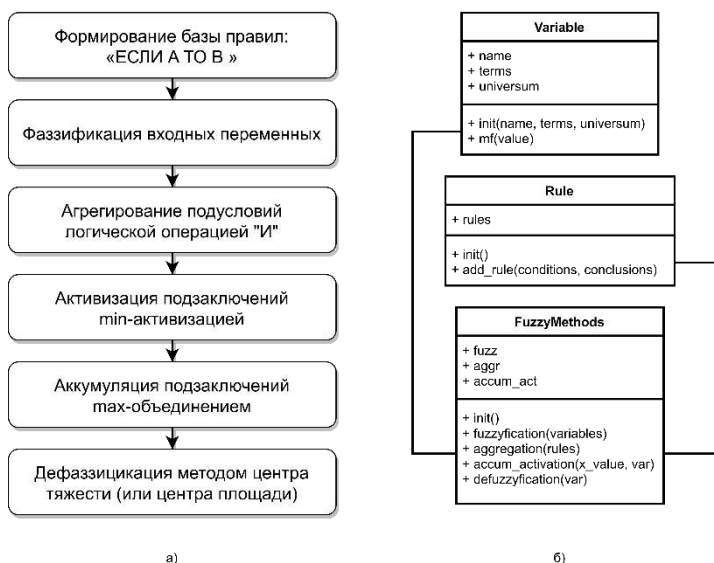 Формирование базы правил:
«ЕСЛИ А ТО В »
Фаззификация входных переменных
Агрегирование подусловий
логической операцией "И"
Активизация подзаключений
min-активизацией
Аккумуляция подзаключений
max-объединением
Дефаззицикация методом центра
тяжести (или центра площади)
а)
Variable
+ name
+ terms
+ universum
+ init(name, terms, universum)
+ mf(value)
Rule
+ rules
+ init()
+ add_rule(conditions, conclusions)
FuzzyMethods
+ fuzz
+ aggr
+ accum_act
+ init()
+ fuzzyfication(variables)
+ aggregation(rules)
+ accum_activation(x_value, var)
+ defuzzyfication(var)
б)